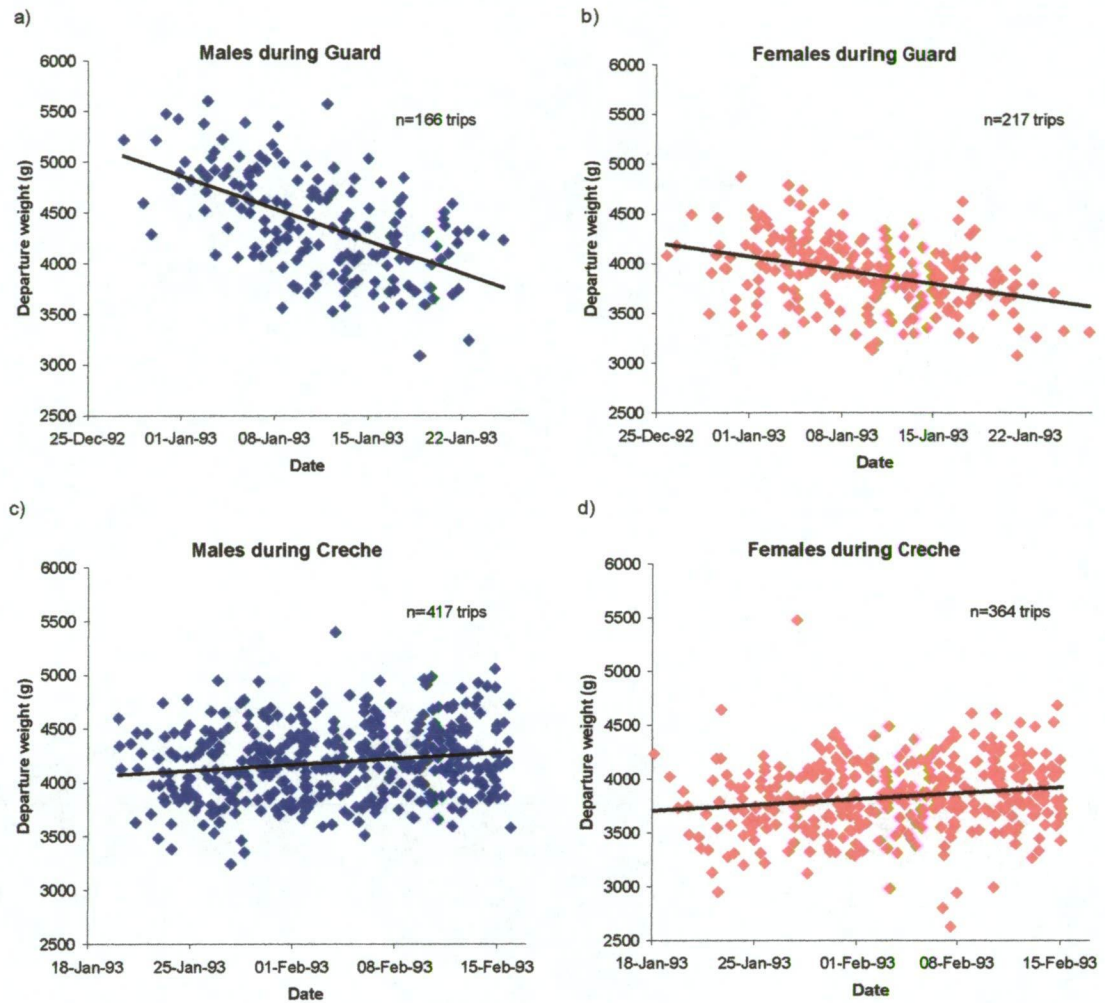 a)
Males during Guard
n=166 trips
Departure weight (g)
6000
5500
5000
4500
4000
3500
3000
2500
25-Dec-92 01-Jan-93 08-Jan-93 15-Jan-93 22-Jan-93
Date
b)
Females during Guard
n=217 trips
Departure weight (g)
6000
5500
5000
4500
4000
3500
3000
2500
25-Dec-92 01-Jan-93 08-Jan-93 15-Jan-93 22-Jan-93
Date
c)
Males during Creche
n=417 trips
Departure weight (g)
6000
5500
5000
4500
4000
3500
3000
2500
18-Jan-93 25-Jan-93 01-Feb-93 08-Feb-93 15-Feb-93
Date
d)
Females during Creche
n=364 trips
Departure weight (g)
6000
5500
5000
4500
4000
3500
3000
2500
18-Jan-93 25-Jan-93 01-Feb-93 08-Feb-93 15-Feb-93
Date